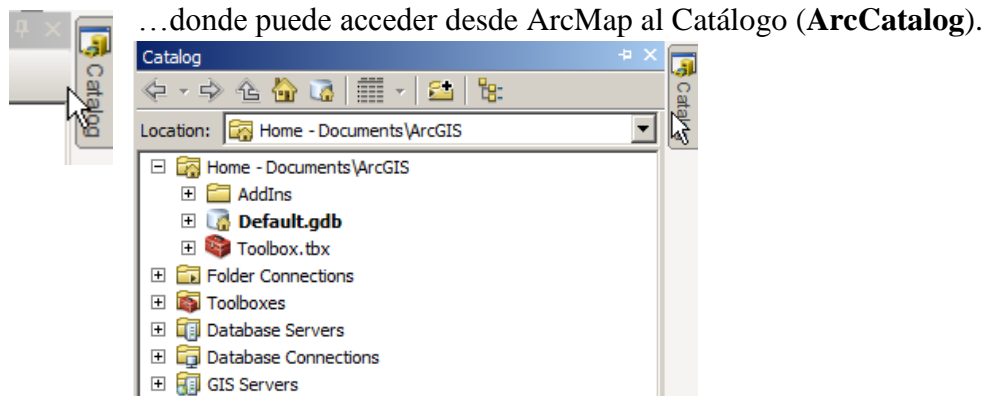 …donde puede acceder desde ArcMap al Catálogo (ArcCatalog).
Catalog
Catalog
Catalog
Location: Home - Documents\ArcGIS
Home - Documents\ArcGIS
AddIns
Default.gdb
Toolbox.tbx
Folder Connections
Toolboxes
Database Servers
Database Connections
GIS Servers